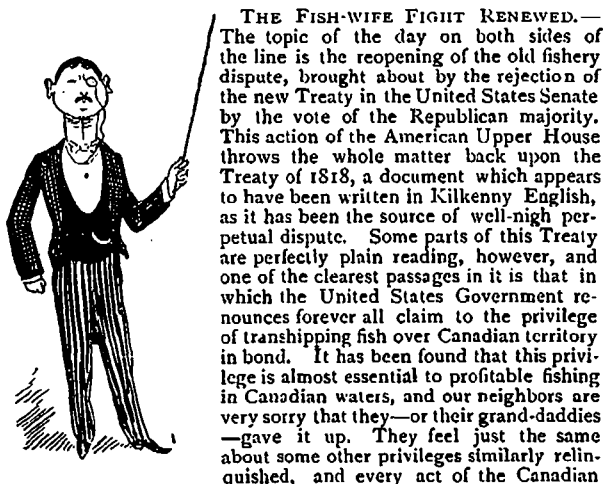 THE FISH-WIFE FIGHT RENEWED.—
The topic of the day on both sides of
the line is the reopening of the old fishery
dispute, brought about by the rejection of
the new Treaty in the United States Senate
by the vote of the Republican majority.
This action of the American Upper House
throws the whole matter back upon the
Treaty of 1818, a document which appears
to have been written in Kilkenny English,
as it has been the source of well-nigh per-
petual dispute. Some parts of this Treaty
are perfectly plain reading, however, and
one of the clearest passages in it is that in
which the United States Government re-
nounces forever all claim to the privilege
of transhipping fish over Canadian territory
in bond. It has been found that this privi-
lege is almost essential to profitable fishing
in Canadian waters, and our neighbors are
very sorry that they—or their grand-daddies
—gave it up. They feel just the same
about some other privileges similarly relin-
quished, and every act of the Canadian